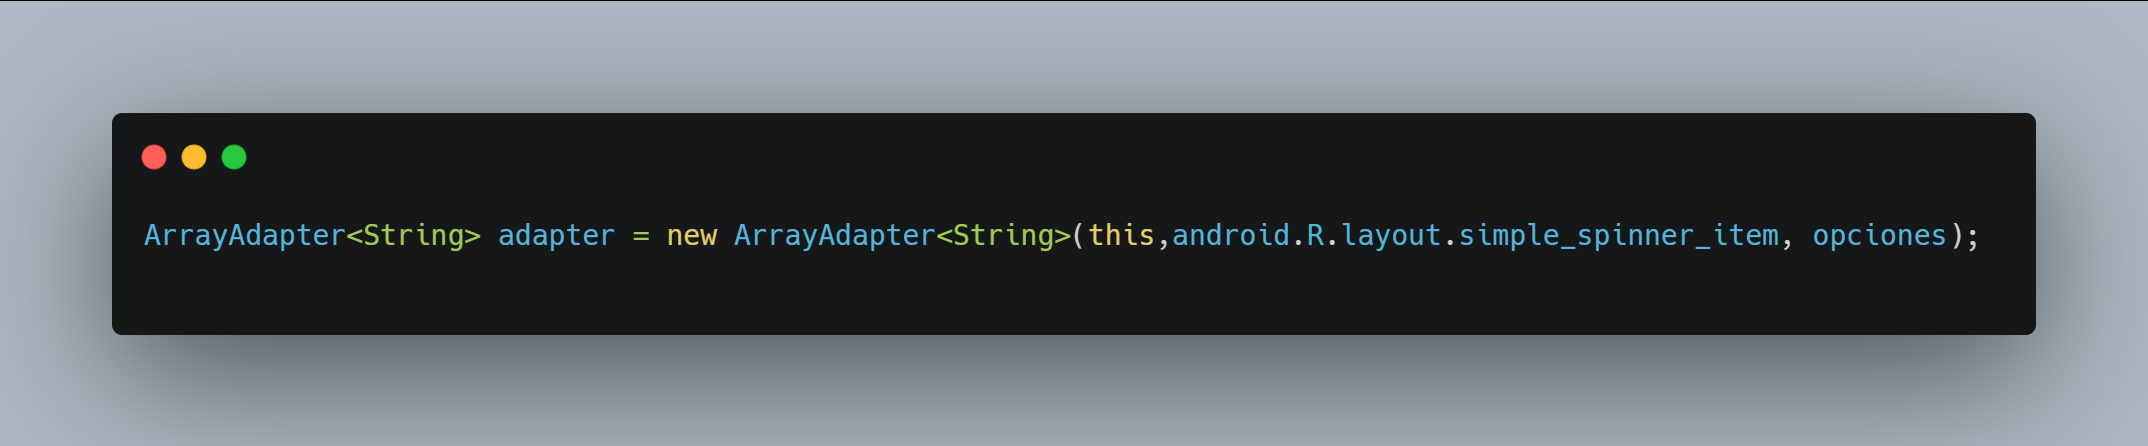 ArrayAdapter<String> adapter = new ArrayAdapter<String>(this,android.R.layout.simple_spinner_item, opciones);